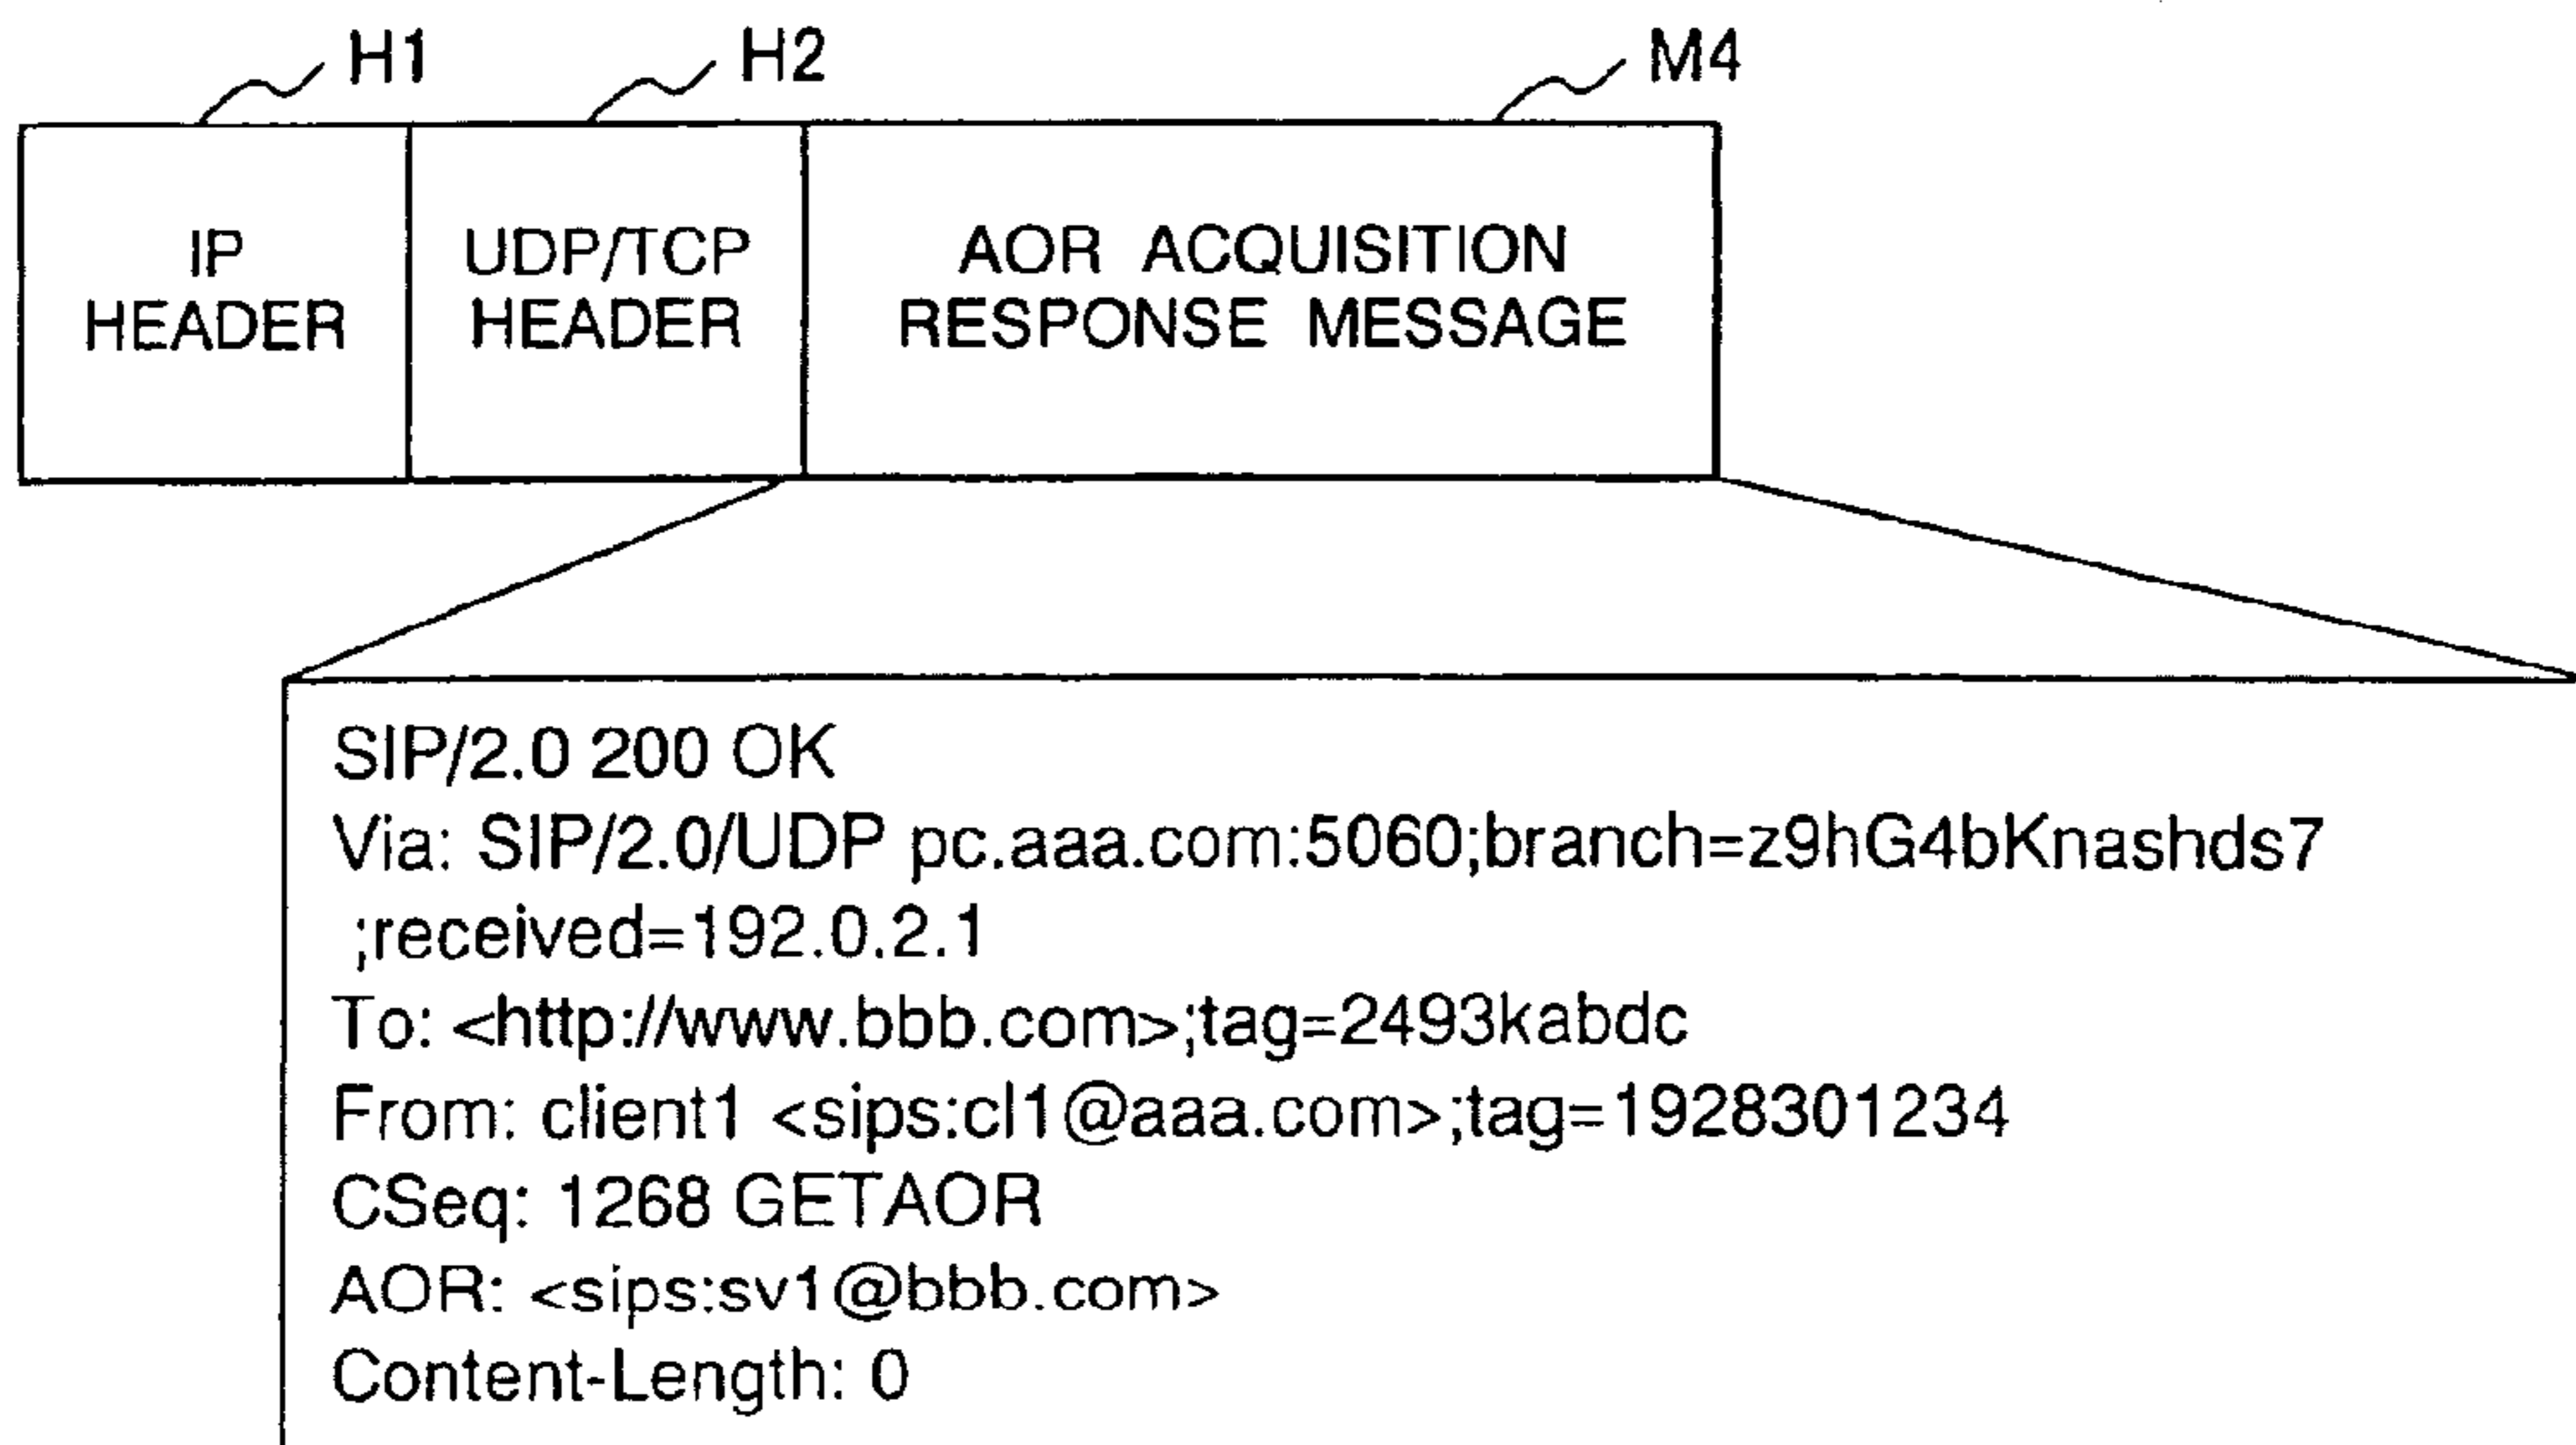 H1
H2
M4
IP
HEADER
UDP/TCP
HEADER
AOR ACQUISITION
RESPONSE MESSAGE
SIP/2.0 200 OK
Via: SIP/2.0/UDP pc.aaa.com:5060;branch=z9hG4bKnashds7
;received=192.0.2.1
To: <http://www.bbb.com>;tag=2493kabdc
From: client1 <sips:cl1@aaa.com>;tag=1928301234
CSeq: 1268 GETAOR
AOR: <sips:sv1@bbb.com>
Content-Length: 0